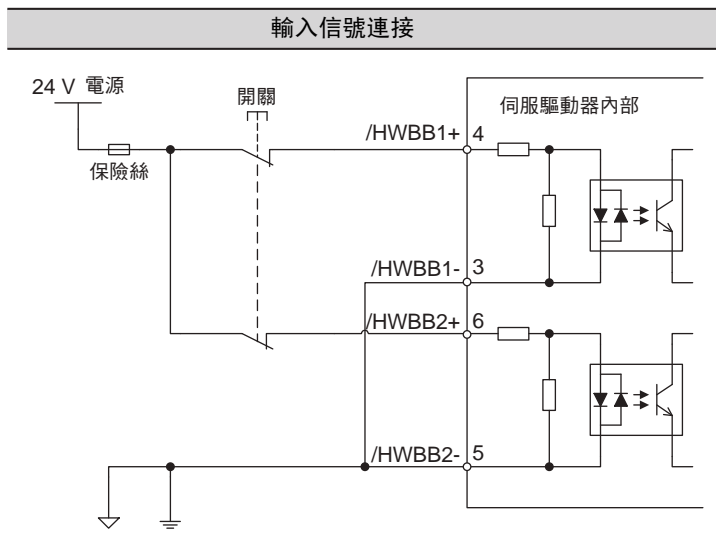 輸入信號連接
24 V 電源
開關
伺服驅動器內部
/HWBB1+ 4
保險絲
/HWBB1- 3
/HWBB2+ 6
/HWBB2- 5